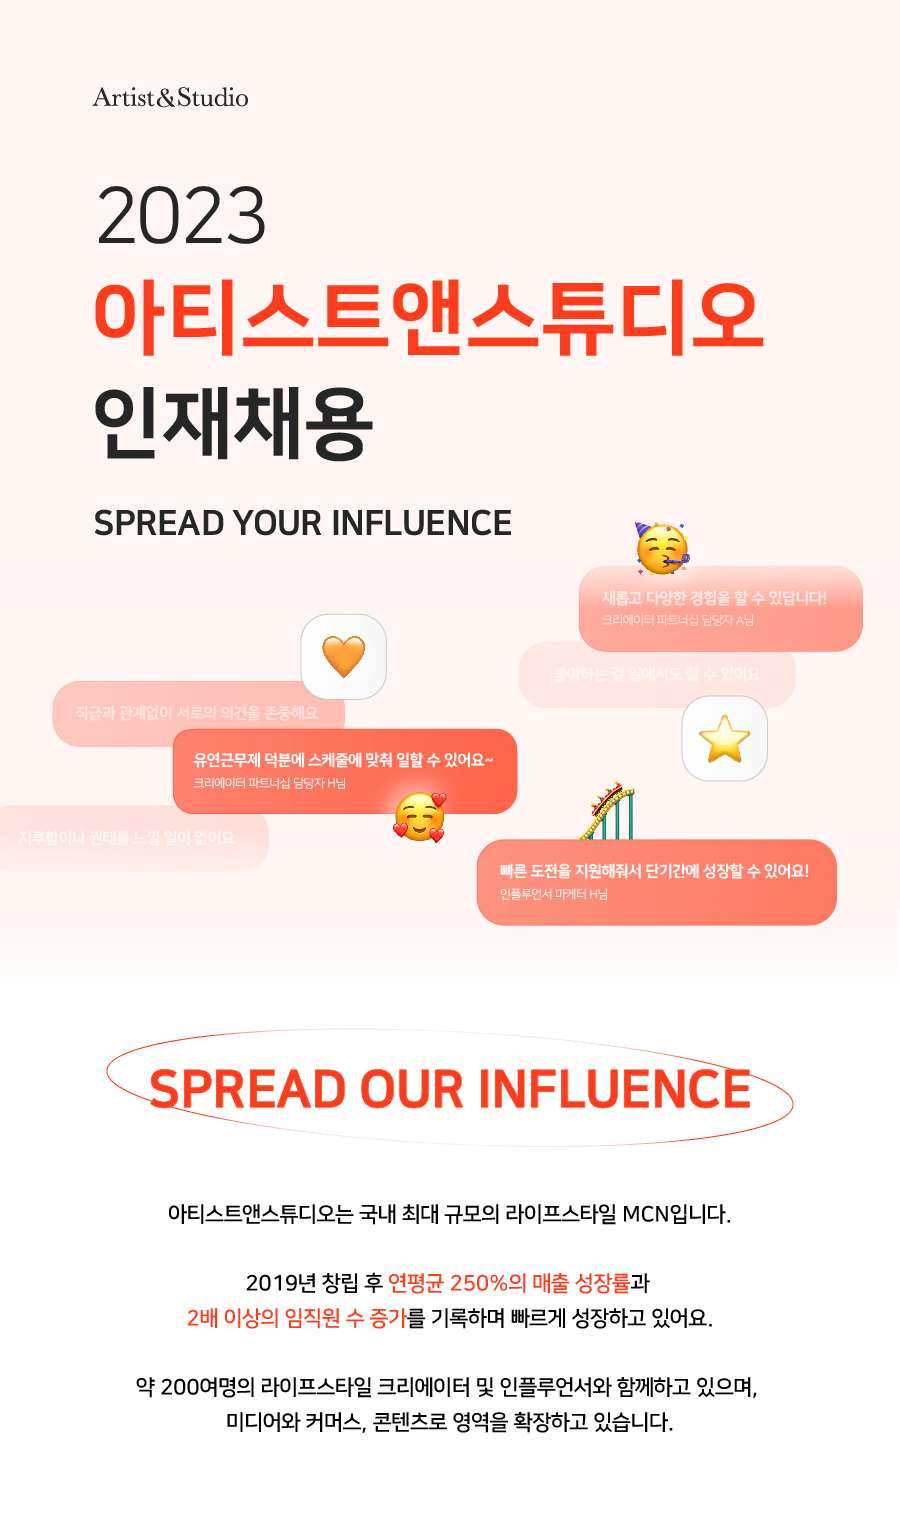 Artist&Studio
2023
아티스트앤스튜디오
인재채용
SPREAD YOUR INFLUENCE
새롭고 다양한 경험을 할 수 있답니다!
크리에이터 파트너십 담당자 A님
좋아하는 걸 일에서도 할 수 있어요
직급과 관계없이 서로의 의견을 존중해요
유연근무제 덕분에 스케줄에 맞춰 일할 수 있어요~
크리에이터 파트너십 담당자 H님
지루함이나 권태를 느낄 일이 없어요
빠른 도전을 지원해줘서 단기간에 성장할 수 있어요!
인플루언서 마케터 H님
SPREAD OUR INFLUENCE
아티스트앤스튜디오는 국내 최대 규모의 라이프스타일 MCN입니다.
2019년 창립 후 연평균 250%의 매출 성장률과
2배 이상의 임직원 수 증가를 기록하며 빠르게 성장하고 있어요.
약 200여명의 라이프스타일 크리에이터 및 인플루언서와 함께하고 있으며,
미디어와 커머스, 콘텐츠로 영역을 확장하고 있습니다.